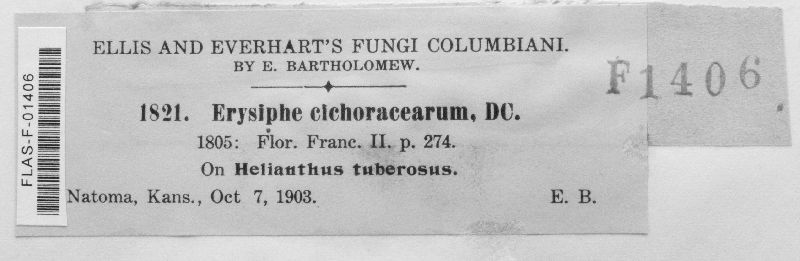 ELLIS AND EVERHART'S FUNGI COLUMBIANI.
BY E. BARTHOLOMEW.
1821. Erysiphe cichoracearum, DC.
1805: Flor. Franc. II. p. 274.
On Helianthus tuberosus.
Natoma, Kans., Oct 7, 1903. E. B.
F1406.
FLAS-F-01406